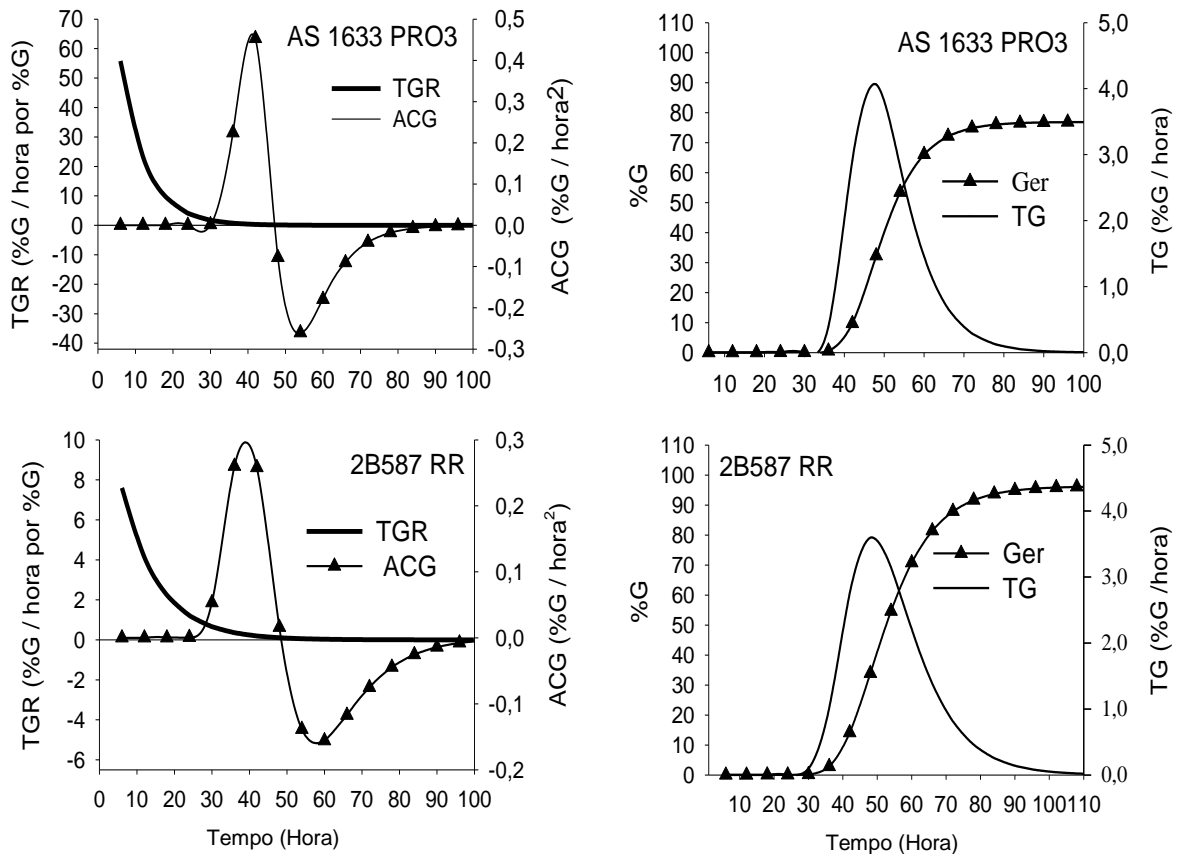 AS 1633 PRO3
TGR
ACG
TGR (%G / hora por %G)
70
60
50
40
30
20
10
0
-10
-20
-30
-40
0 10 20 30 40 50 60 70 80 90 100
0,5
0,4
0,3
0,2
0,1
0,0
-0,1
-0,2
-0,3
ACG (%G / hora2)
AS 1633 PRO3
Ger
TG
%G
110
100
90
80
70
60
50
40
30
20
10
0
10 20 30 40 50 60 70 80 90 100
5,0
4,0
3,0
2,0
1,0
0,0
TG (%G / hora)
2B587 RR
TGR
ACG
TGR (%G / hora por %G)
10
8
6
4
2
0
-2
-4
-6
0 10 20 30 40 50 60 70 80 90 100
Tempo (Hora)
0,3
0,2
0,1
0,0
-0,1
-0,2
ACG (%G / hora²)
2B587 RR
Ger
TG
%G
110
100
90
80
70
60
50
40
30
20
10
0
10 20 30 40 50 60 70 80 90 100 110
Tempo (Hora)
5,0
4,0
3,0
2,0
1,0
0,0
TG (%G /hora)